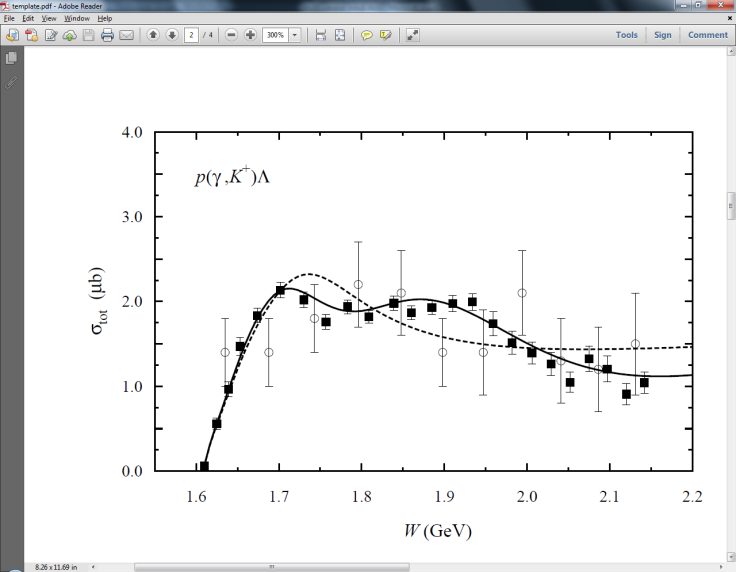 template.pdf - Adobe Reader
File Edit View Window Help
2 / 4 300% Tools Sign Comment
4.0
p(γ,K⁺)Λ
3.0
σtot (μb)
2.0
1.0
0.0
1.6 1.7 1.8 1.9 2.0 2.1 2.2
W (GeV)
8.26 x 11.69 in